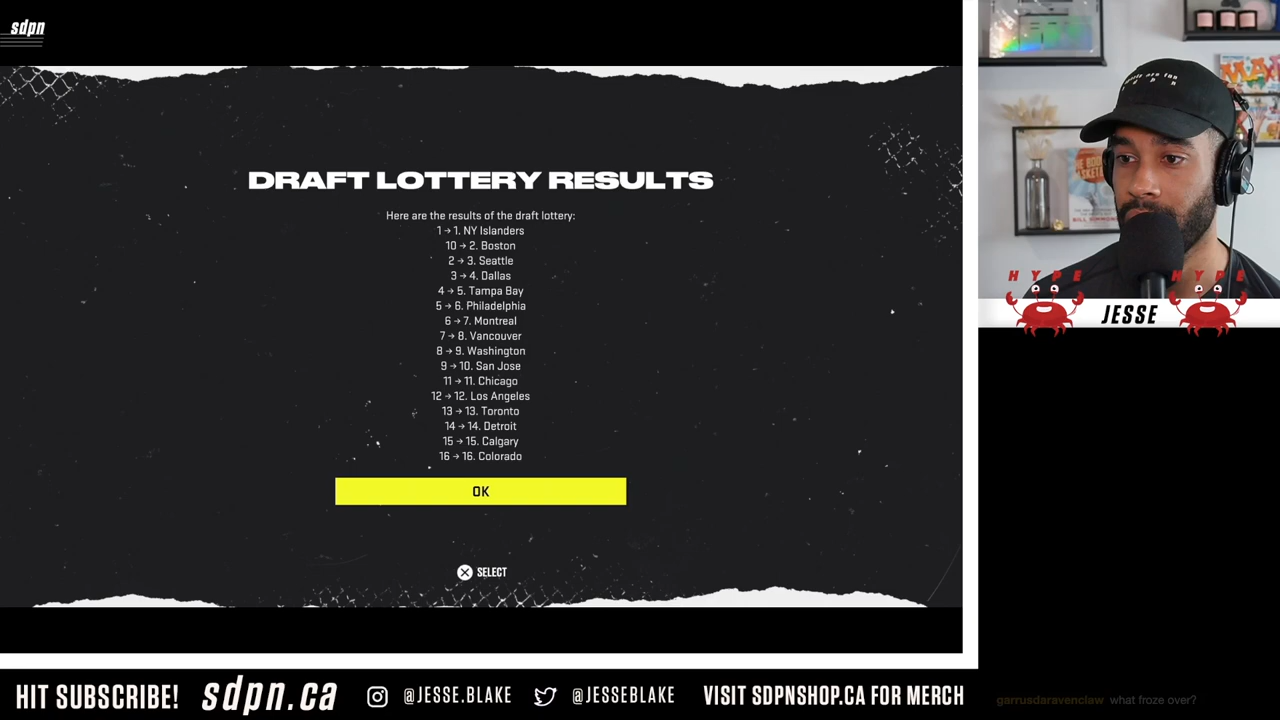 sdpn
DRAFT LOTTERY RESULTS
Here are the results of the draft lottery:
1 → 1. NY Islanders
10 → 2. Boston
2 → 3. Seattle
3 → 4. Dallas
4 → 5. Tampa Bay
5 → 6. Philadelphia
6 → 7. Montreal
7 → 8. Vancouver
8 → 9. Washington
9 → 10. San Jose
11 → 11. Chicago
12 → 12. Los Angeles
13 → 13. Toronto
14 → 14. Detroit
15 → 15. Calgary
16 → 16. Colorado
OK
SELECT
BILL SIMMONS
HYPE
HYPE
JESSE
HIT SUBSCRIBE!
sdpn.ca
@JESSE.BLAKE
@JESSEBLAKE
VISIT SDPNSHOP.CA FOR MERCH
garrusdaravenclaw what froze over?